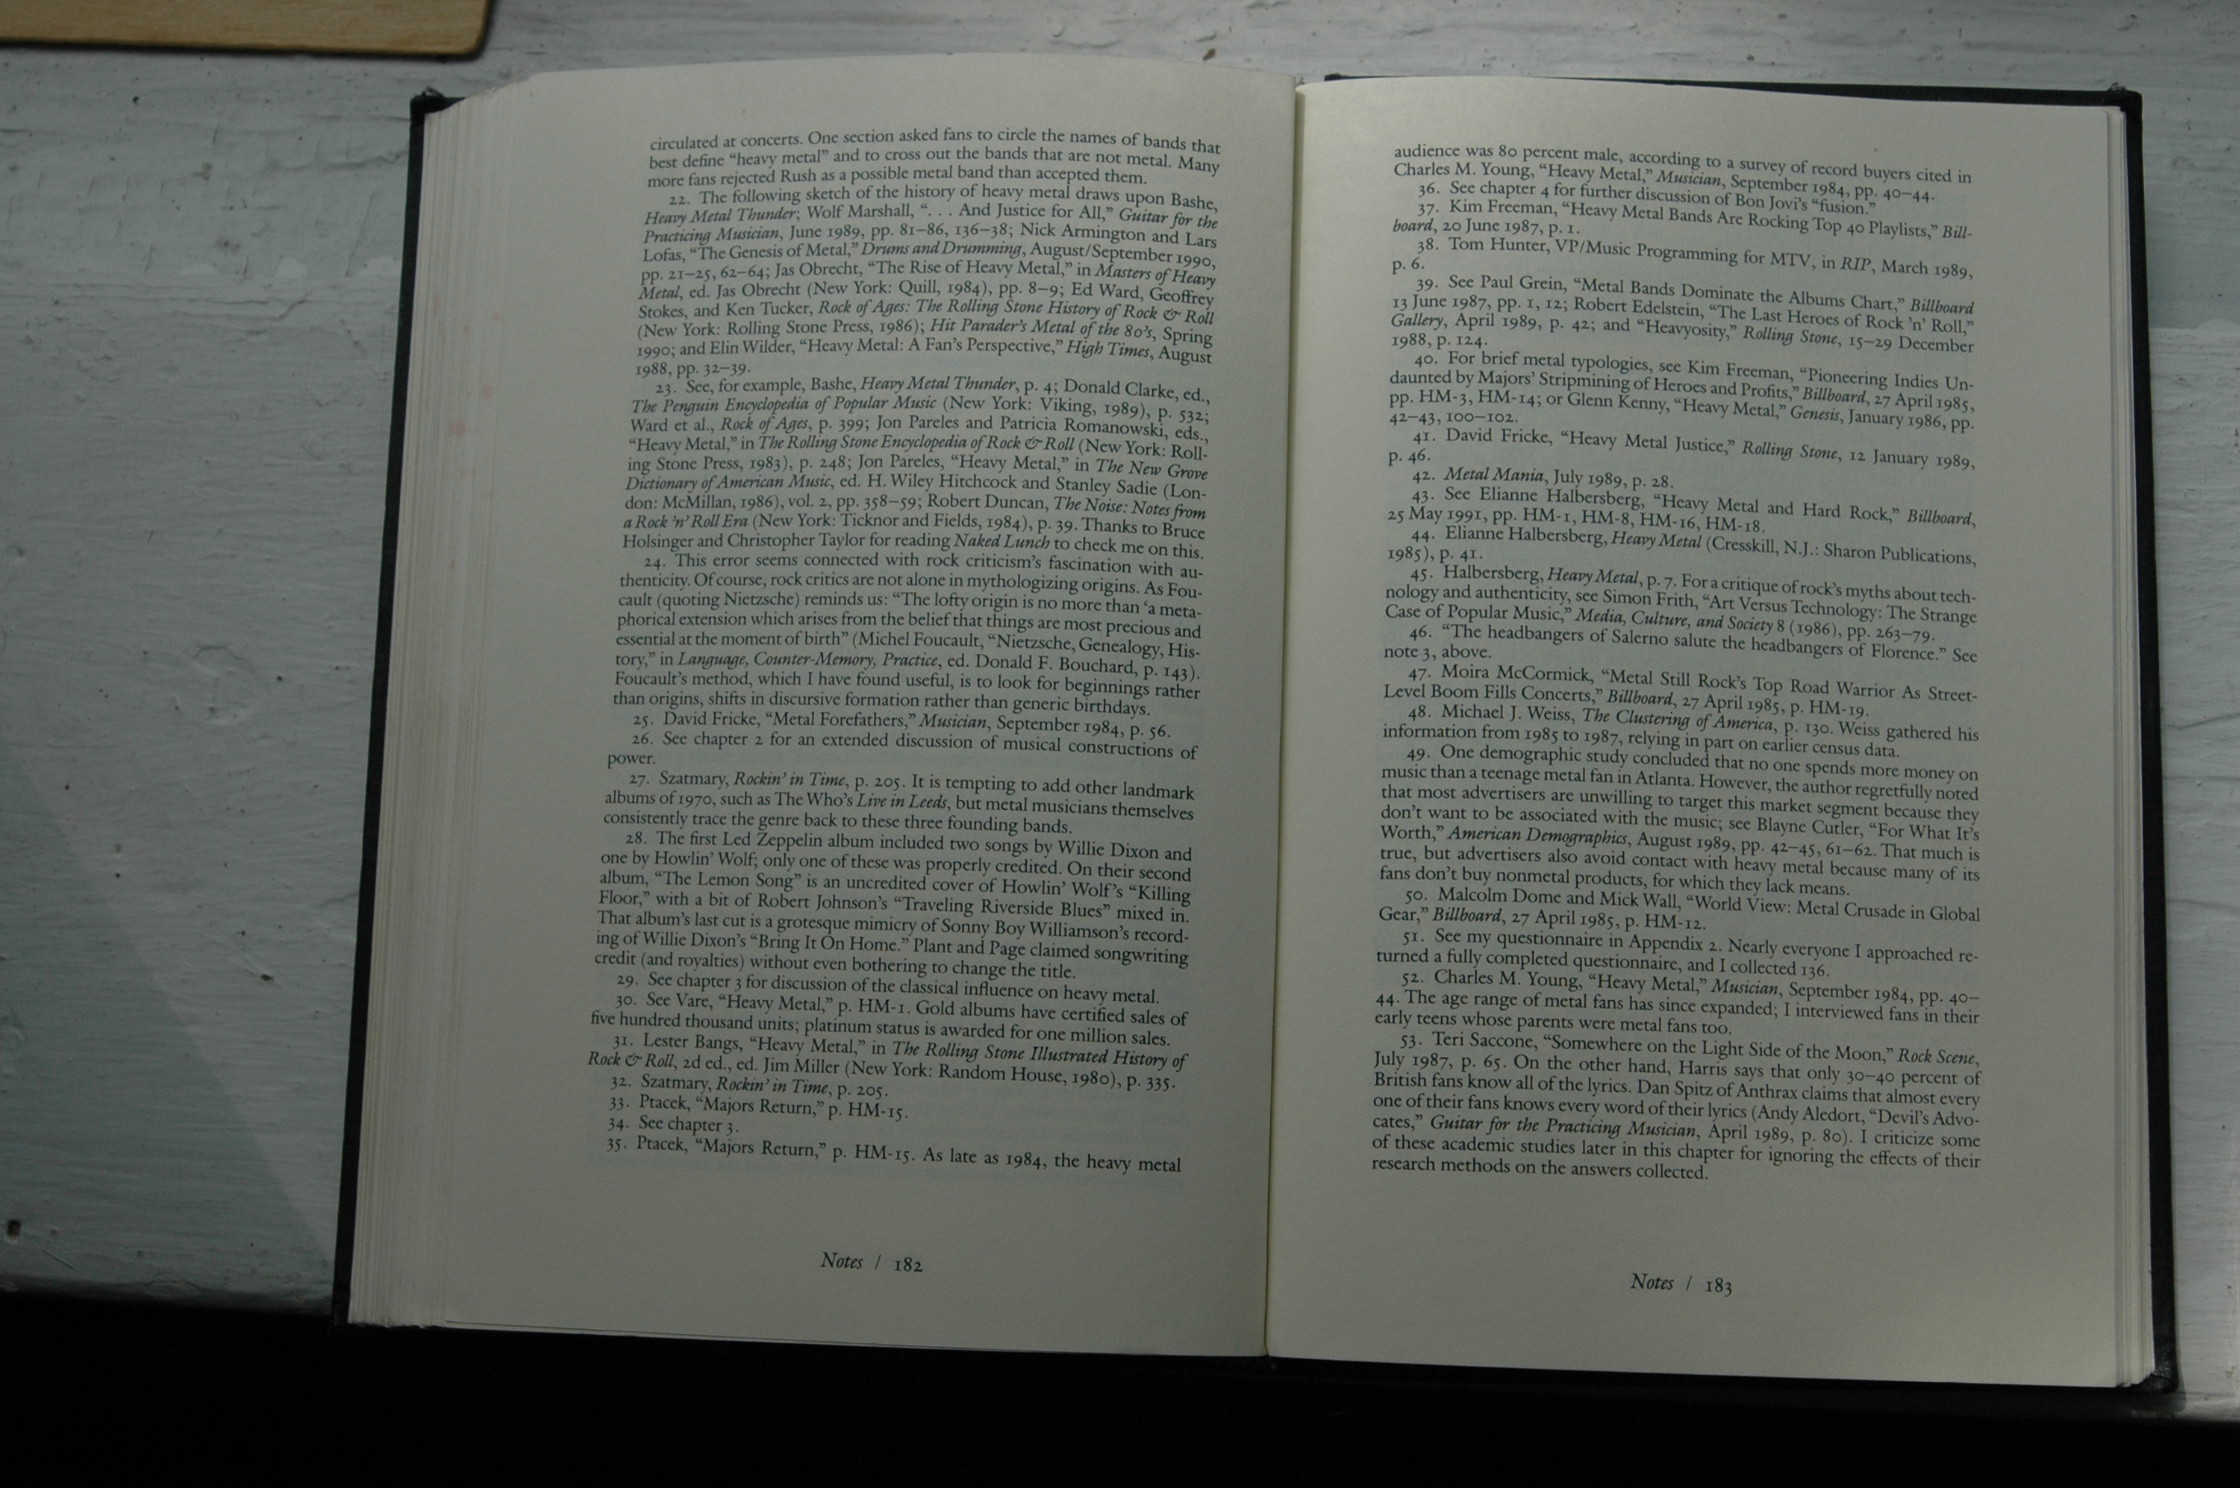 circulated at concerts. One section asked fans to circle the names of bands that
best define “heavy metal” and to cross out the bands that are not metal. Many
more fans rejected Rush as a possible metal band than accepted them.
22. The following sketch of the history of heavy metal draws upon Bashe,
Heavy Metal Thunder; Wolf Marshall, “. . . And Justice for All,” Guitar for the
Practicing Musician, June 1989, pp. 81–86, 136–38; Nick Armington and Lars
Lofas, “The Genesis of Metal,” Drums and Drumming, August/September 1990,
pp. 21–25, 62–64; Jas Obrecht, “The Rise of Heavy Metal,” in Masters of Heavy
Metal, ed. Jas Obrecht (New York: Quill, 1984), pp. 8–9; Ed Ward, Geoffrey
Stokes, and Ken Tucker, Rock of Ages: The Rolling Stone History of Rock & Roll
(New York: Rolling Stone Press, 1986); Hit Parader’s Metal of the 80’s, Spring
1990; and Elin Wilder, “Heavy Metal: A Fan’s Perspective,” High Times, August
1988, pp. 32–39.
23. See, for example, Bashe, Heavy Metal Thunder, p. 4; Donald Clarke, ed.,
The Penguin Encyclopedia of Popular Music (New York: Viking, 1989), p. 532;
Ward et al., Rock of Ages, p. 399; Jon Pareles and Patricia Romanowski, eds.,
“Heavy Metal,” in The Rolling Stone Encyclopedia of Rock & Roll (New York: Roll-
ing Stone Press, 1983), p. 248; Jon Pareles, “Heavy Metal,” in The New Grove
Dictionary of American Music, ed. H. Wiley Hitchcock and Stanley Sadie (Lon-
don: McMillan, 1986), vol. 2, pp. 358–59; Robert Duncan, The Noise: Notes from
a Rock ’n’ Roll Era (New York: Ticknor and Fields, 1984), p. 39. Thanks to Bruce
Holsinger and Christopher Taylor for reading Naked Lunch to check me on this.
24. This error seems connected with rock criticism’s fascination with au-
thenticity. Of course, rock critics are not alone in mythologizing origins. As Fou-
cault (quoting Nietzsche) reminds us: “The lofty origin is no more than ‘a meta-
phorical extension which arises from the belief that things are most precious and
essential at the moment of birth” (Michel Foucault, “Nietzsche, Genealogy, His-
tory,” in Language, Counter-Memory, Practice, ed. Donald F. Bouchard, p. 143).
Foucault’s method, which I have found useful, is to look for beginnings rather
than origins, shifts in discursive formation rather than generic birthdays.
25. David Fricke, “Metal Forefathers,” Musician, September 1984, p. 56.
26. See chapter 2 for an extended discussion of musical constructions of
power.
27. Szatmary, Rockin’ in Time, p. 205. It is tempting to add other landmark
albums of 1970, such as The Who’s Live in Leeds, but metal musicians themselves
consistently trace the genre back to these three founding bands.
28. The first Led Zeppelin album included two songs by Willie Dixon and
one by Howlin’ Wolf; only one of these was properly credited. On their second
album, “The Lemon Song” is an uncredited cover of Howlin’ Wolf’s “Killing
Floor,” with a bit of Robert Johnson’s “Traveling Riverside Blues” mixed in.
That album’s last cut is a grotesque mimicry of Sonny Boy Williamson’s record-
ing of Willie Dixon’s “Bring It On Home.” Plant and Page claimed songwriting
credit (and royalties) without even bothering to change the title.
29. See chapter 3 for discussion of the classical influence on heavy metal.
30. See Vare, “Heavy Metal,” p. HM-1. Gold albums have certified sales of
five hundred thousand units; platinum status is awarded for one million sales.
31. Lester Bangs, “Heavy Metal,” in The Rolling Stone Illustrated History of
Rock & Roll, 2d ed., ed. Jim Miller (New York: Random House, 1980), p. 335.
32. Szatmary, Rockin’ in Time, p. 205.
33. Ptacek, “Majors Return,” p. HM-15.
34. See chapter 3.
35. Ptacek, “Majors Return,” p. HM-15. As late as 1984, the heavy metal
Notes / 182
audience was 80 percent male, according to a survey of record buyers cited in
Charles M. Young, “Heavy Metal,” Musician, September 1984, pp. 40–44.
36. See chapter 4 for further discussion of Bon Jovi’s “fusion.”
37. Kim Freeman, “Heavy Metal Bands Are Rocking Top 40 Playlists,” Bill-
board, 20 June 1987, p. 1.
38. Tom Hunter, VP/Music Programming for MTV, in RIP, March 1989,
p. 6.
39. See Paul Grein, “Metal Bands Dominate the Albums Chart,” Billboard
13 June 1987, pp. 1, 12; Robert Edelstein, “The Last Heroes of Rock ’n’ Roll,”
Gallery, April 1989, p. 42; and “Heavyosity,” Rolling Stone, 15–29 December
1988, p. 124.
40. For brief metal typologies, see Kim Freeman, “Pioneering Indies Un-
daunted by Majors’ Stripmining of Heroes and Profits,” Billboard, 27 April 1985,
pp. HM-3, HM-14; or Glenn Kenny, “Heavy Metal,” Genesis, January 1986, pp.
42–43, 100–102.
41. David Fricke, “Heavy Metal Justice,” Rolling Stone, 12 January 1989,
p. 46.
42. Metal Mania, July 1989, p. 28.
43. See Elianne Halbersberg, “Heavy Metal and Hard Rock,” Billboard,
25 May 1991, pp. HM-1, HM-8, HM-16, HM-18.
44. Elianne Halbersberg, Heavy Metal (Cresskill, N.J.: Sharon Publications,
1985), p. 41.
45. Halbersberg, Heavy Metal, p. 7. For a critique of rock’s myths about tech-
nology and authenticity, see Simon Frith, “Art Versus Technology: The Strange
Case of Popular Music,” Media, Culture, and Society 8 (1986), pp. 263–79.
46. “The headbangers of Salerno salute the headbangers of Florence.” See
note 3, above.
47. Moira McCormick, “Metal Still Rock’s Top Road Warrior As Street-
Level Boom Fills Concerts,” Billboard, 27 April 1985, p. HM-19.
48. Michael J. Weiss, The Clustering of America, p. 130. Weiss gathered his
information from 1985 to 1987, relying in part on earlier census data.
49. One demographic study concluded that no one spends more money on
music than a teenage metal fan in Atlanta. However, the author regretfully noted
that most advertisers are unwilling to target this market segment because they
don’t want to be associated with the music; see Blayne Cutler, “For What It’s
Worth,” American Demographics, August 1989, pp. 42–45, 61–62. That much is
true, but advertisers also avoid contact with heavy metal because many of its
fans don’t buy nonmetal products, for which they lack means.
50. Malcolm Dome and Mick Wall, “World View: Metal Crusade in Global
Gear,” Billboard, 27 April 1985, p. HM-12.
51. See my questionnaire in Appendix 2. Nearly everyone I approached re-
turned a fully completed questionnaire, and I collected 136.
52. Charles M. Young, “Heavy Metal,” Musician, September 1984, pp. 40–
44. The age range of metal fans has since expanded; I interviewed fans in their
early teens whose parents were metal fans too.
53. Teri Saccone, “Somewhere on the Light Side of the Moon,” Rock Scene,
July 1987, p. 65. On the other hand, Harris says that only 30–40 percent of
British fans know all of the lyrics. Dan Spitz of Anthrax claims that almost every
one of their fans knows every word of their lyrics (Andy Aledort, “Devil’s Advo-
cates,” Guitar for the Practicing Musician, April 1989, p. 80). I criticize some
of these academic studies later in this chapter for ignoring the effects of their
research methods on the answers collected.
Notes / 183